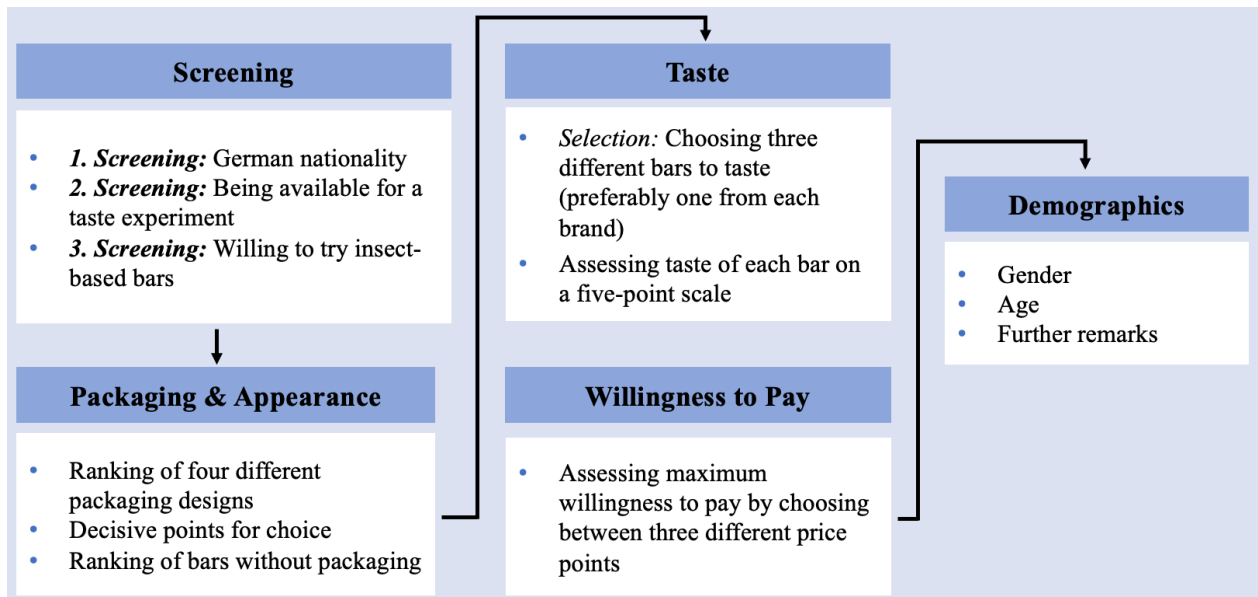 Screening
1. Screening: German nationality
2. Screening: Being available for a
taste experiment
3. Screening: Willing to try insect-
based bars
Packaging & Appearance
Ranking of four different
packaging designs
Decisive points for choice
Ranking of bars without packaging
Taste
Selection: Choosing three
different bars to taste
(preferably one from each
brand)
Assessing taste of each bar on
a five-point scale
Willingness to Pay
Assessing maximum
willingness to pay by choosing
between three different price
points
Demographics
Gender
Age
Further remarks